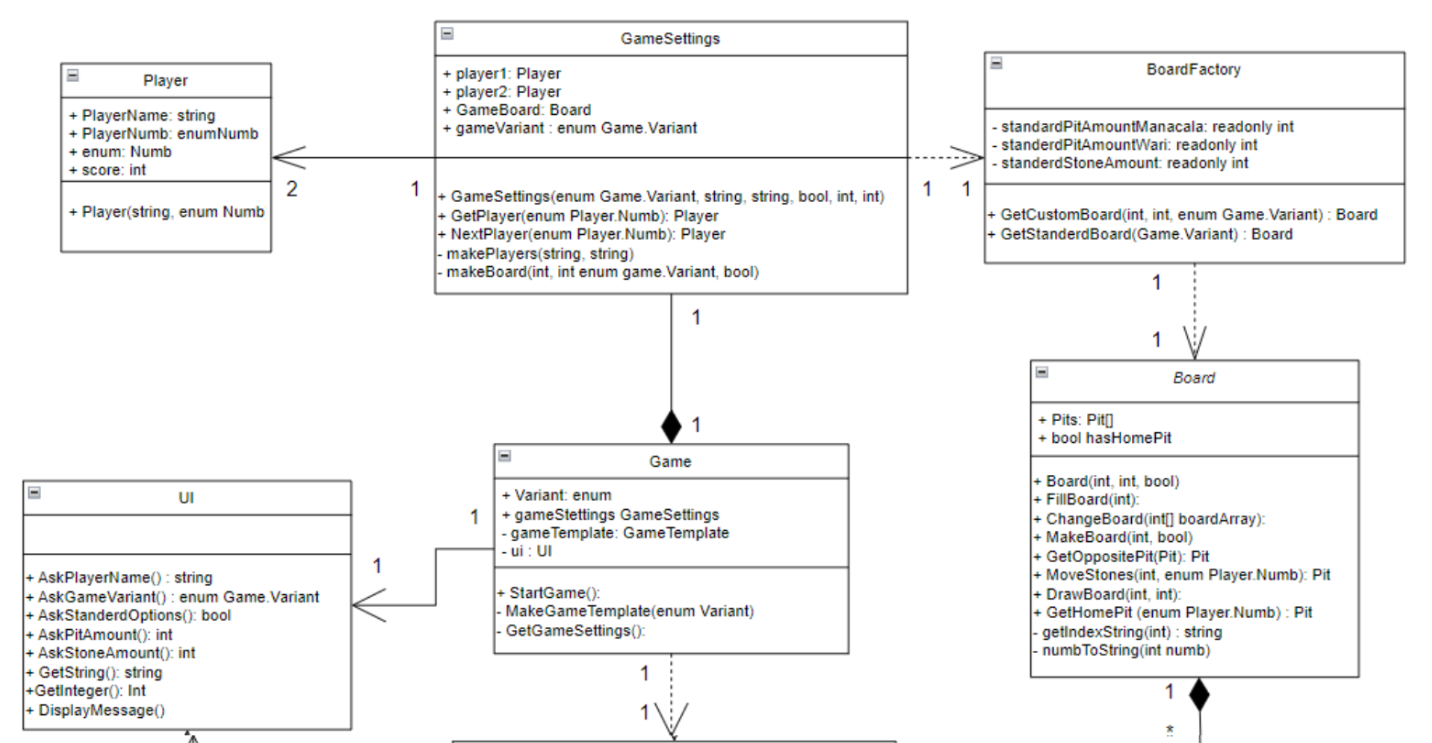 GameSettings
+ player1: Player
+ player2: Player
+ GameBoard: Board
+ gameVariant : enum Game.Variant
+ GameSettings(enum Game.Variant, string, string, bool, int, int)
+ GetPlayer(enum Player.Numb): Player
+ NextPlayer(enum Player.Numb): Player
- makePlayers(string, string)
- makeBoard(int, int enum game.Variant, bool)
Player
+ PlayerName: string
+ PlayerNumb: enumNumb
+ enum: Numb
+ score: int
+ Player(string, enum Numb
2
1
1
1
BoardFactory
- standardPitAmountManacala: readonly int
- standerdPitAmountWari: readonly int
- standerdStoneAmount: readonly int
+ GetCustomBoard(int, int, enum Game.Variant) : Board
+ GetStanderdBoard(Game.Variant) : Board
1
1
1
1
Board
+ Pits: Pit[]
+ bool hasHomePit
+ Board(int, int, bool)
+ FillBoard(int):
+ ChangeBoard(int[] boardArray):
+ MakeBoard(int, bool)
+ GetOppositePit(Pit): Pit
+ MoveStones(int, enum Player.Numb): Pit
+ DrawBoard(int, int):
+ GetHomePit (enum Player.Numb) : Pit
- getIndexString(int) : string
- numbToString(int numb)
1
*
Game
+ Variant: enum
+ gameStettings GameSettings
- gameTemplate: GameTemplate
- ui : UI
+ StartGame():
- MakeGameTemplate(enum Variant)
- GetGameSettings():
1
1
1
1
UI
+ AskPlayerName() : string
+ AskGameVariant() : enum Game.Variant
+ AskStanderdOptions(): bool
+ AskPitAmount(): int
+ AskStoneAmount(): int
+ GetString(): string
+GetInteger(): Int
+ DisplayMessage()